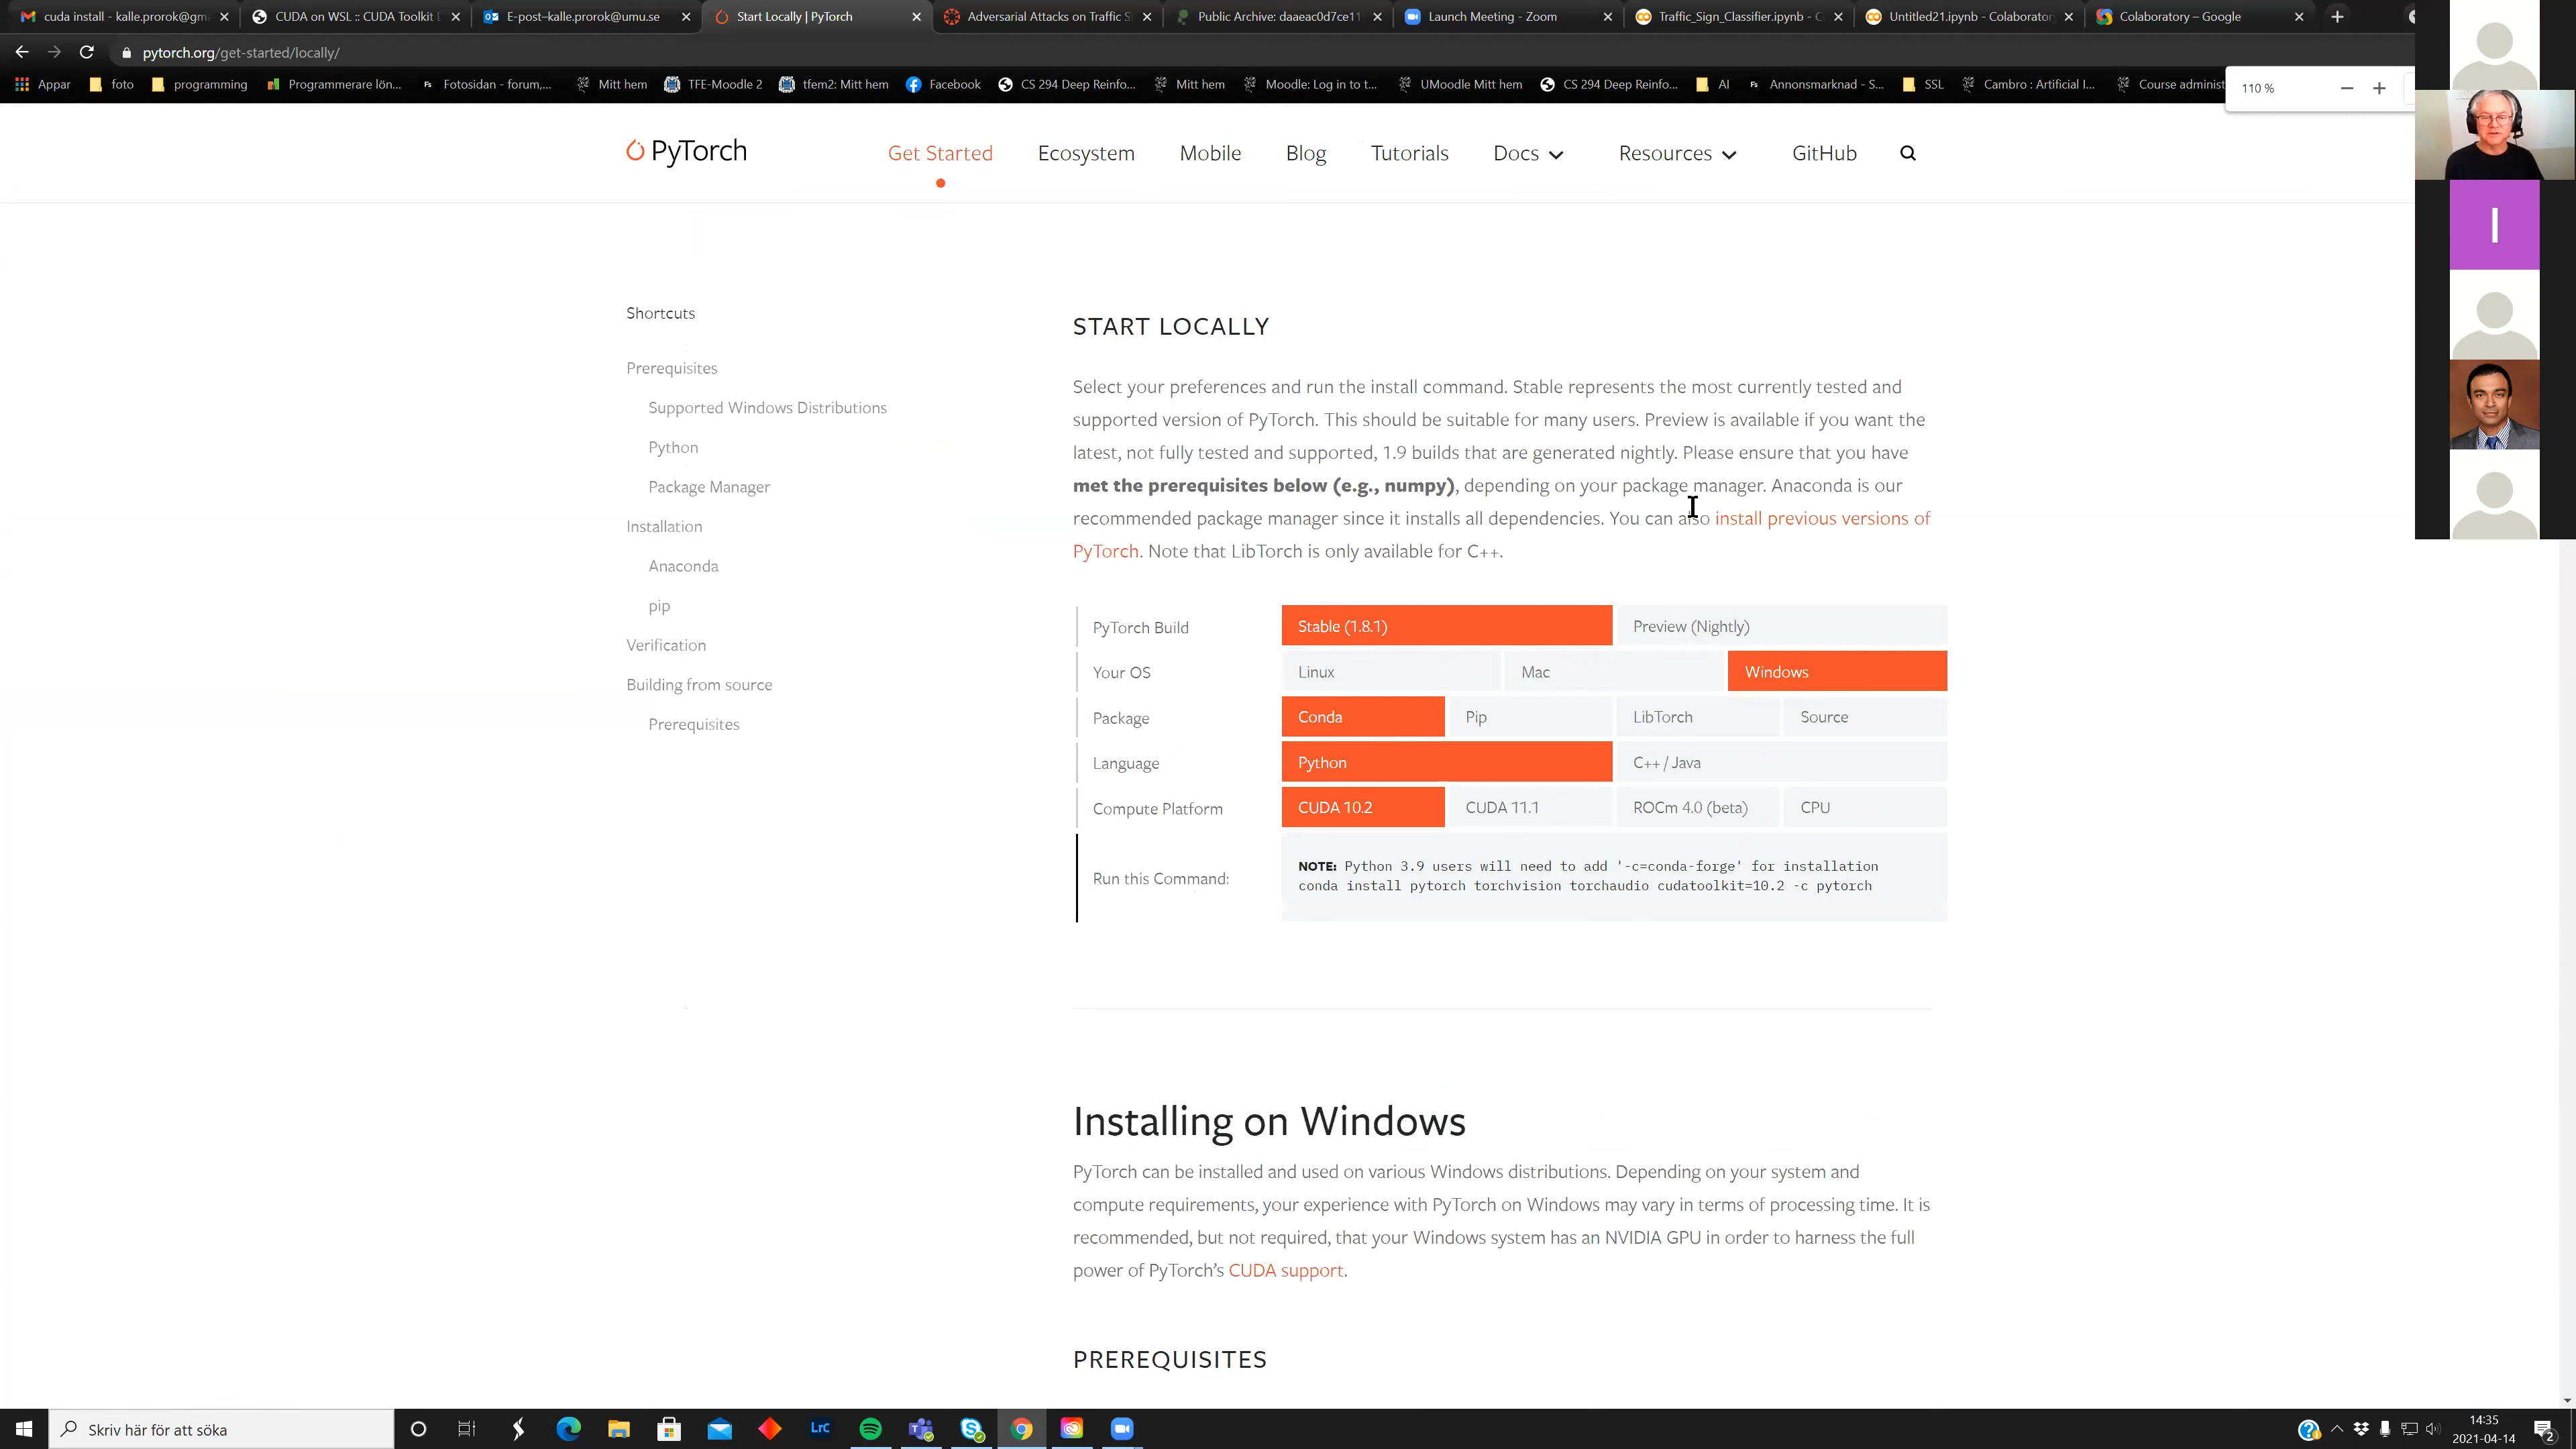 cuda install - kalle.prorok@gm
CUDA on WSL :: CUDA Toolkit
E-post–kalle.prorok@umu.se
Start Locally | PyTorch
Adversarial Attacks on Traffic S
Public Archive: daaeac0d7ce11
Launch Meeting - Zoom
Traffic_Sign_Classifier.ipynb - C
Untitled21.ipynb - Colaborator
Colaboratory – Google
pytorch.org/get-started/locally/
Appar
foto
programming
Programmerare lön...
Fotosidan - forum,...
Mitt hem
TFE-Moodle 2
tfem2: Mitt hem
Facebook
CS 294 Deep Reinfo...
Mitt hem
Moodle: Log in to t...
UMoodle Mitt hem
CS 294 Deep Reinfo...
AI
Annonsmarknad - S...
SSL
Cambro : Artificial I...
Course administ
110 %
PyTorch
Get Started
Ecosystem
Mobile
Blog
Tutorials
Docs
Resources
GitHub
I
Shortcuts
Prerequisites
Supported Windows Distributions
Python
Package Manager
Installation
Anaconda
pip
Verification
Building from source
Prerequisites
START LOCALLY
Select your preferences and run the install command. Stable represents the most currently tested and
supported version of PyTorch. This should be suitable for many users. Preview is available if you want the
latest, not fully tested and supported, 1.9 builds that are generated nightly. Please ensure that you have
met the prerequisites below (e.g., numpy), depending on your package manager. Anaconda is our
recommended package manager since it installs all dependencies. You can also install previous versions of
PyTorch. Note that LibTorch is only available for C++.
PyTorch Build
Stable (1.8.1)
Preview (Nightly)
Your OS
Linux
Mac
Windows
Package
Conda
Pip
LibTorch
Source
Language
Python
C++ / Java
Compute Platform
CUDA 10.2
CUDA 11.1
ROCm 4.0 (beta)
CPU
Run this Command:
NOTE: Python 3.9 users will need to add '-c=conda-forge' for installation
conda install pytorch torchvision torchaudio cudatoolkit=10.2 -c pytorch
Installing on Windows
PyTorch can be installed and used on various Windows distributions. Depending on your system and
compute requirements, your experience with PyTorch on Windows may vary in terms of processing time. It is
recommended, but not required, that your Windows system has an NVIDIA GPU in order to harness the full
power of PyTorch's CUDA support.
PREREQUISITES
Skriv här för att söka
LrC
14:35
2021-04-14
2